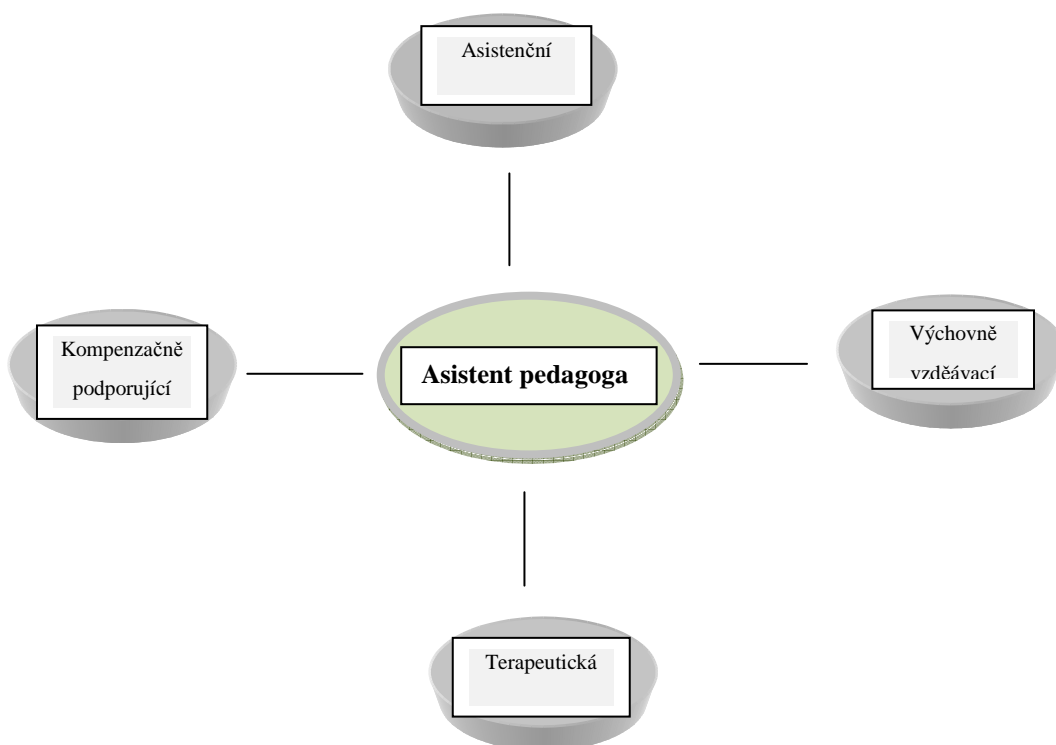 Asistenční
Kompenzačně
podporující
Asistent pedagoga
Výchovně
vzděávací
Terapeutická